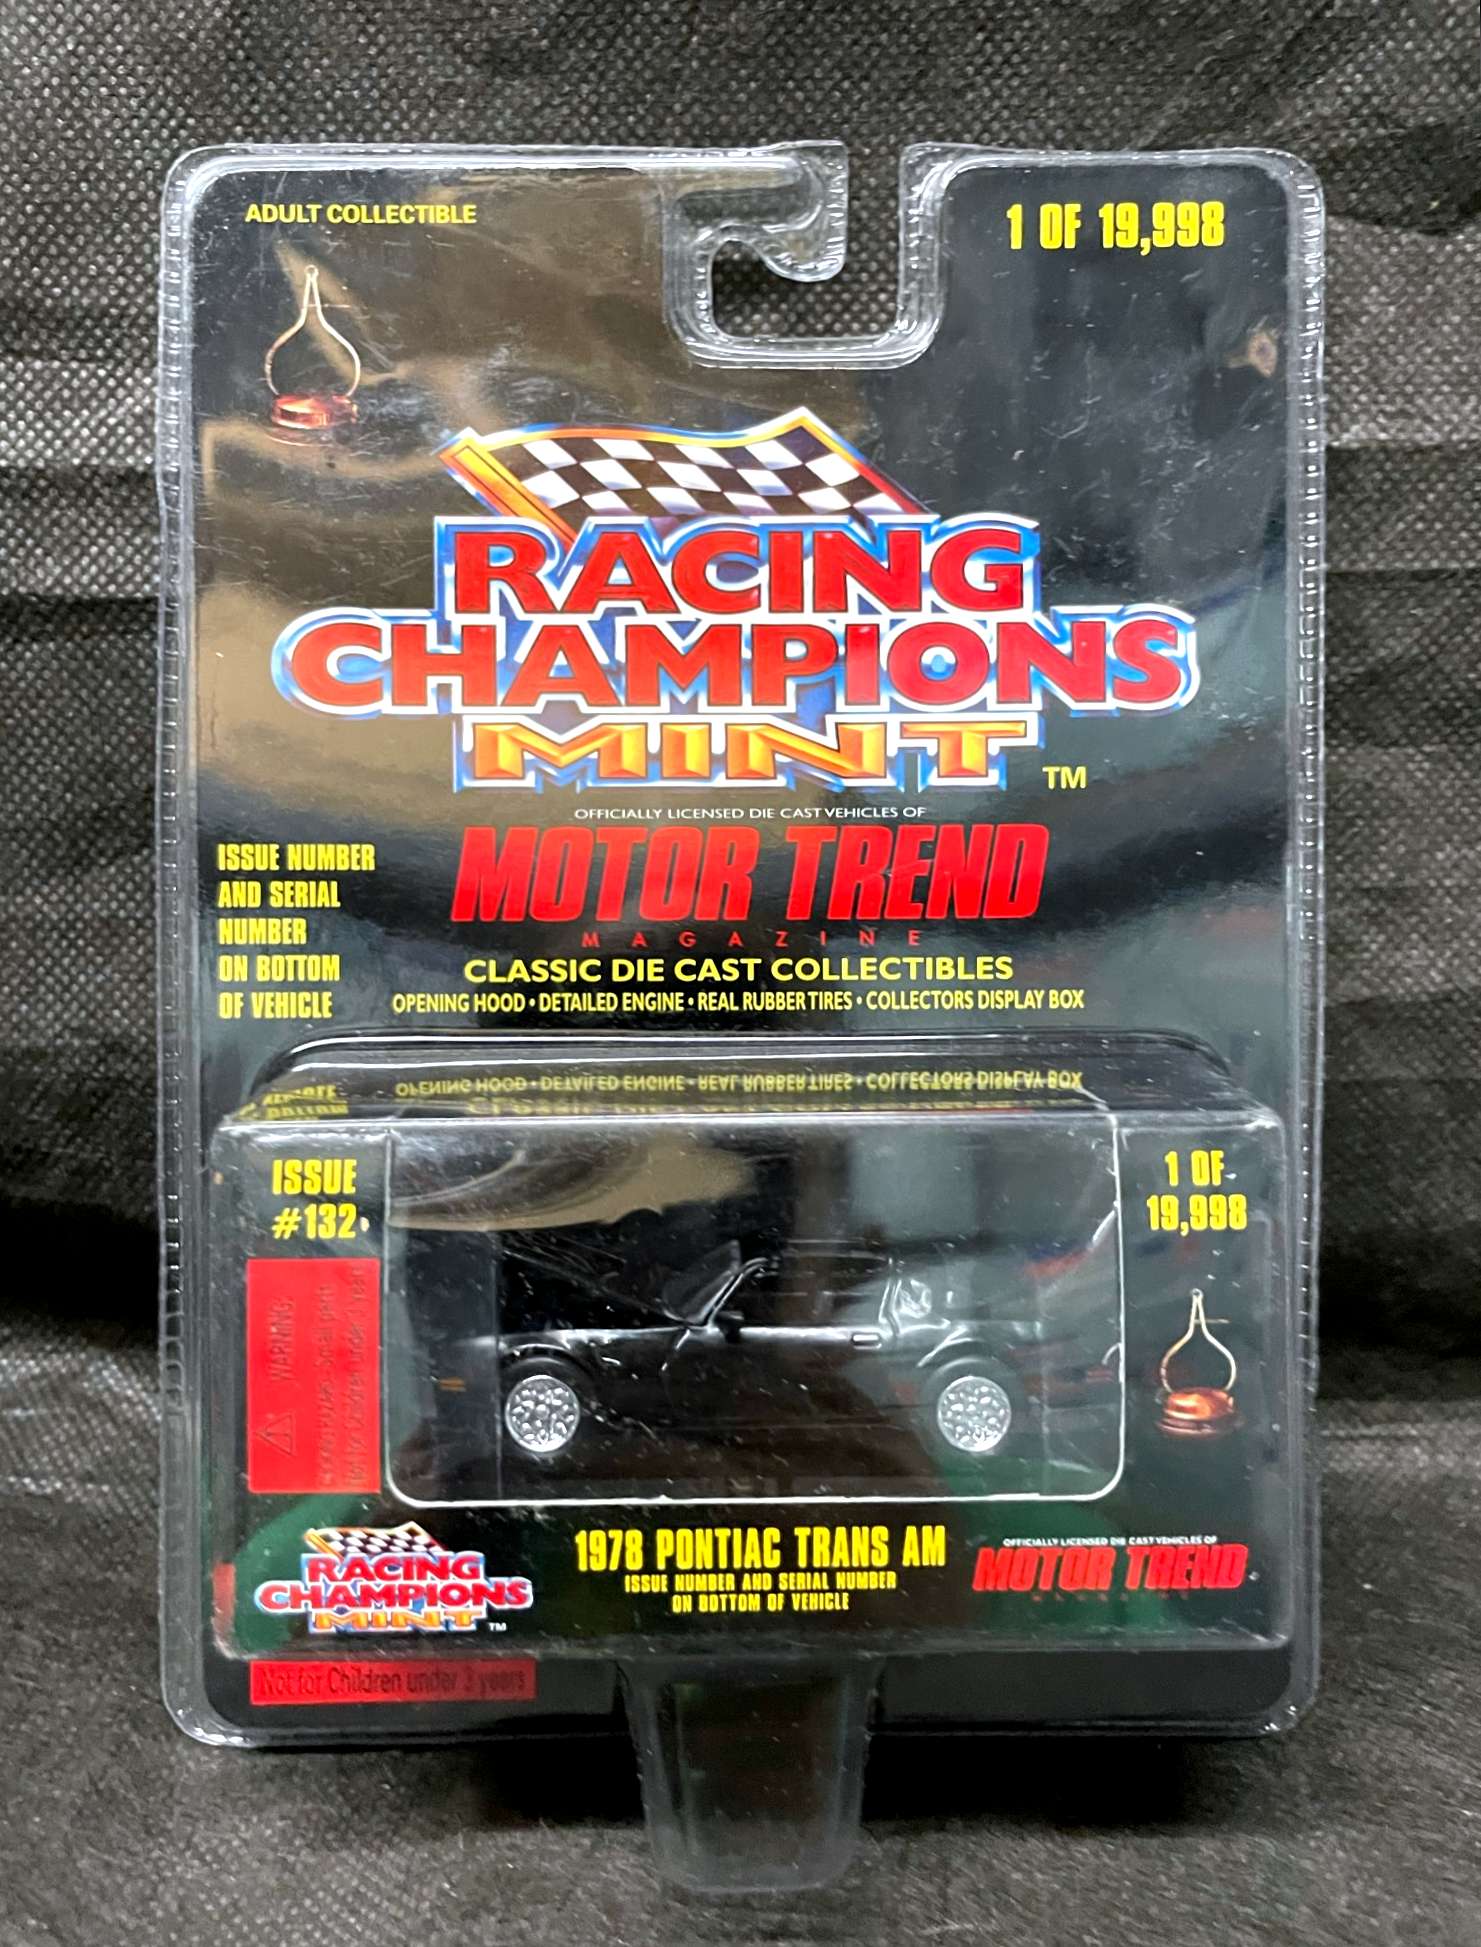 ADULT COLLECTIBLE
1 OF 19,998
RACING
CHAMPIONS
MINT
TM
OFFICIALLY LICENSED DIE CAST VEHICLES OF
MOTOR TREND
MAGAZINE
ISSUE NUMBER
AND SERIAL
NUMBER
ON BOTTOM
OF VEHICLE
CLASSIC DIE CAST COLLECTIBLES
OPENING HOOD • DETAILED ENGINE • REAL RUBBER TIRES • COLLECTORS DISPLAY BOX
ISSUE
#132
1 OF
19,998
WARNING:
RACING
CHAMPIONS
MINT
TM
1978 PONTIAC TRANS AM
ISSUE NUMBER AND SERIAL NUMBER
ON BOTTOM OF VEHICLE
OFFICIALLY LICENSED DIE CAST VEHICLES OF
MOTOR TREND
Not for Children under 3 years